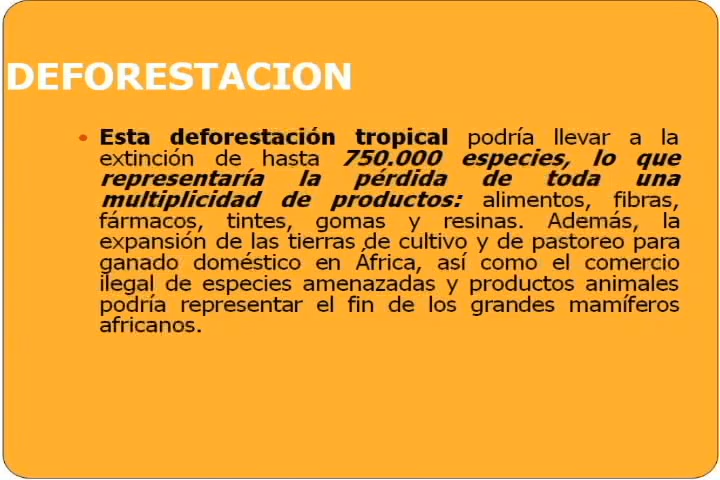 DEFORESTACION
• Esta deforestación tropical podría llevar a la
extinción de hasta 750.000 especies, lo que
representaría la pérdida de toda una
multiplicidad de productos: alimentos, fibras,
fármacos, tintes, gomas y resinas. Además, la
expansión de las tierras de cultivo y de pastoreo para
ganado doméstico en África, así como el comercio
ilegal de especies amenazadas y productos animales
podría representar el fin de los grandes mamíferos
africanos.